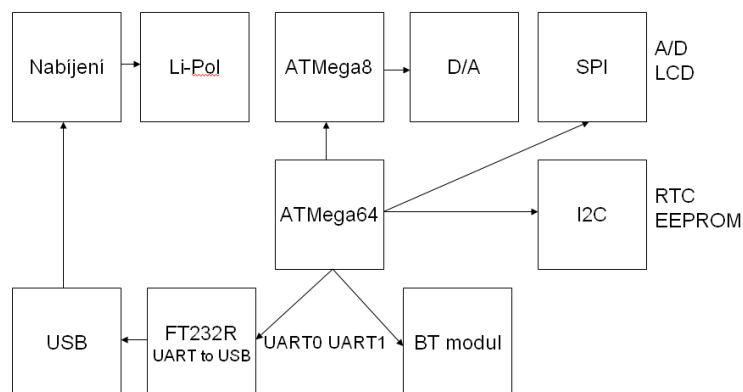 Nabíjení
Li-Pol
ATMega8
D/A
SPI
A/D
LCD
ATMega64
I2C
RTC
EEPROM
USB
FT232R
UART to USB
UART0 UART1
BT modul